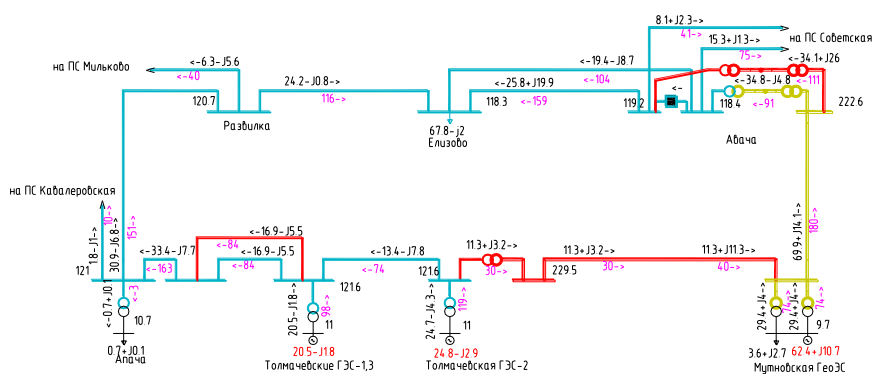 8.1+J2.3->
41->
на ПС Советская
15.3+J1.3->
75->
<-6.3-J5.6
<-19.4-J8.7
<-34.1+J26
на ПС Мильково
<-40
24.2-J0.8->
<-25.8+J19.9
<-104
<-
<-34.8-J4.8
<-111
116->
<-159
<-91
120.7
118.3
119.2
118.4
222.6
Развилка
67.8-j2
Елизово
Авача
на ПС Кавалеровская
10->
151->
1.8-J1->
30.9-J6.8->
<-16.9-J5.5
<-84
<-33.4-J7.7
<-16.9-J5.5
<-13.4-J7.8
11.3+J3.2->
11.3+J3.2->
11.3+J11.3->
69.9+J14.1->
180->
<-163
<-84
<-74
30->
30->
40->
121
121.6
121.6
229.5
<-0.7+J0.1
<-3
20.5-J1.8->
98->
24.7-J4.3->
119->
29.4+J4->
74->
29.4+J4->
74->
10.7
11
11
9.7
0.7+J0.1
20.5-J1.8
24.8-J2.9
3.6+J2.7
62.4+J10.7
Апача
Толмачевские ГЭС-1,3
Толмачевская ГЭС-2
Мутновская ГеоЭС